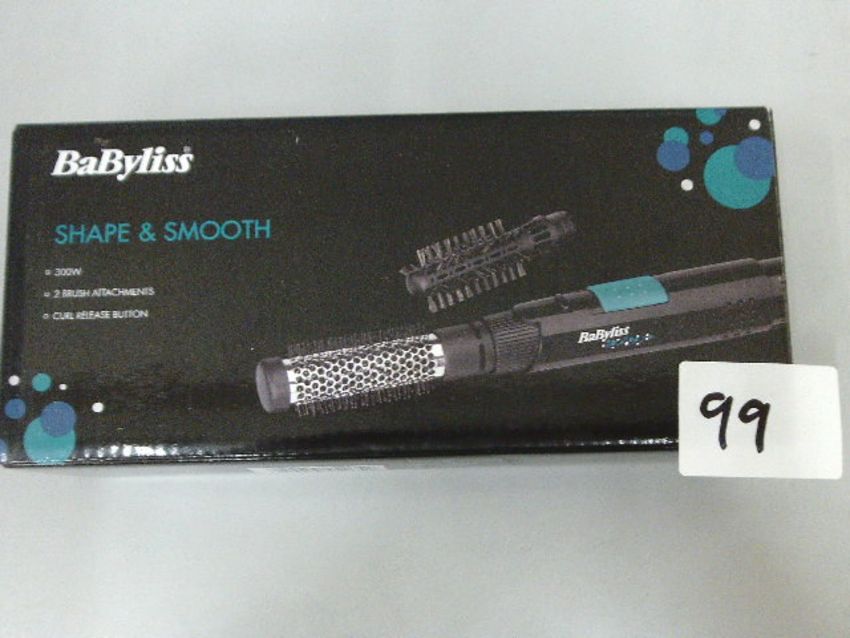 BaByliss
SHAPE & SMOOTH
300W
2 BRUSH ATTACHMENTS
CURL RELEASE BUTTON
BaByliss
99